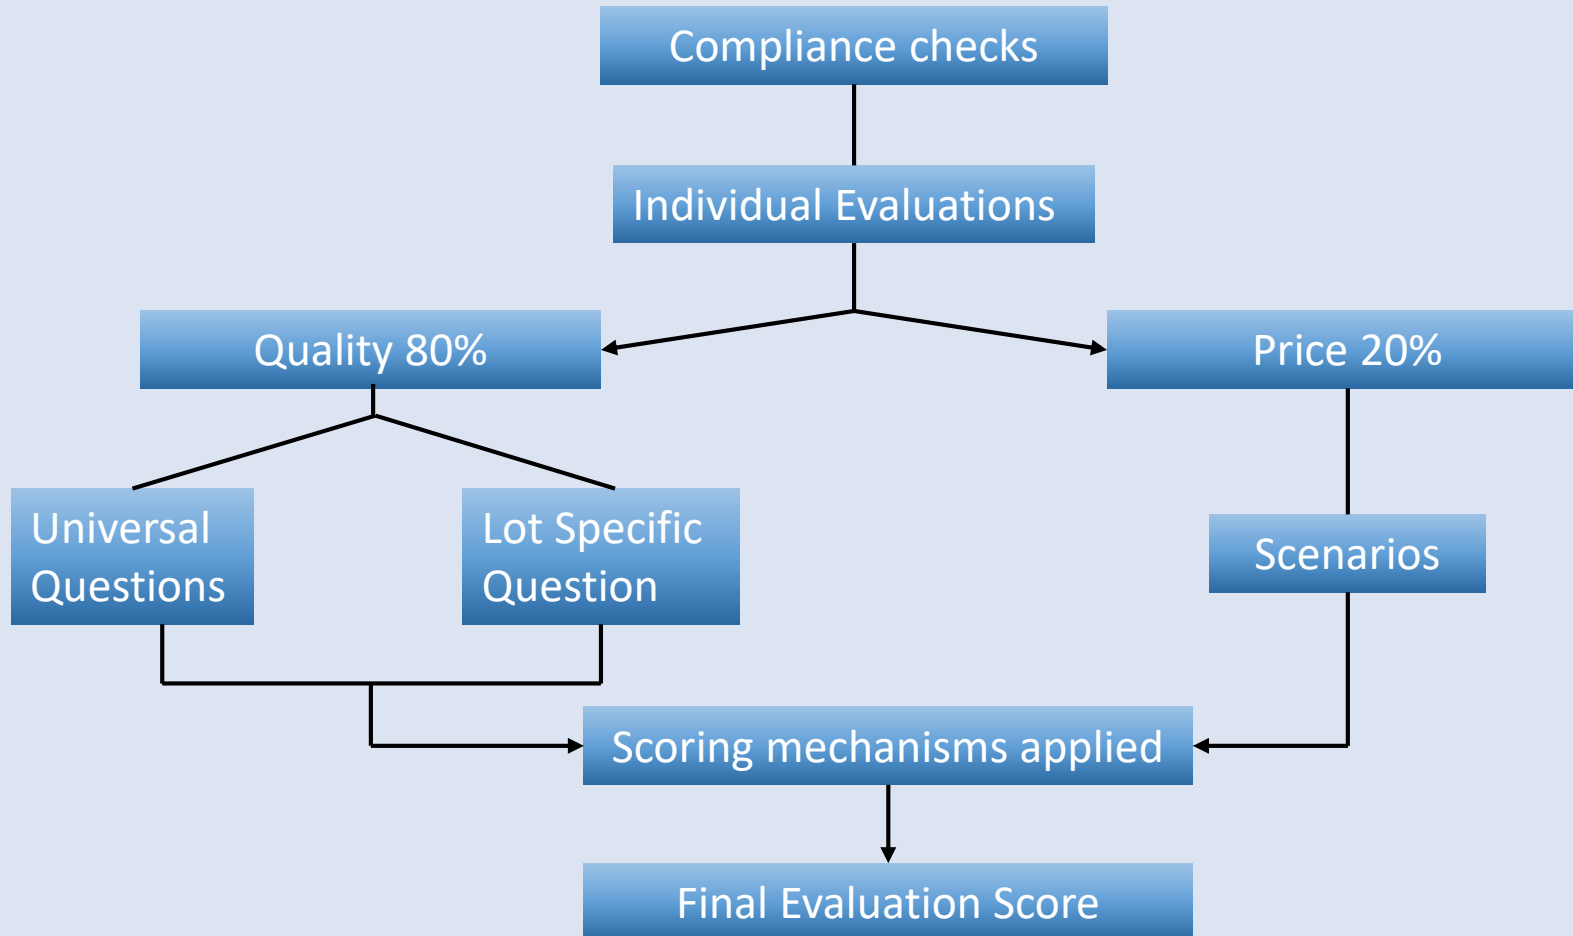 Compliance checks
Individual Evaluations
Quality 80%
Price 20%
Universal
Questions
Lot Specific
Question
Scenarios
Scoring mechanisms applied
Final Evaluation Score